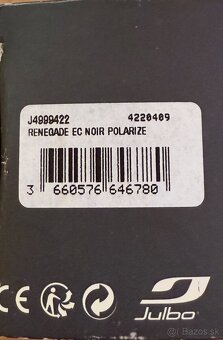 J4999422 4220409
RENEGADE EC NOIR POLARIZE
3 660576 646780
CE
Julbo
bazos.sk